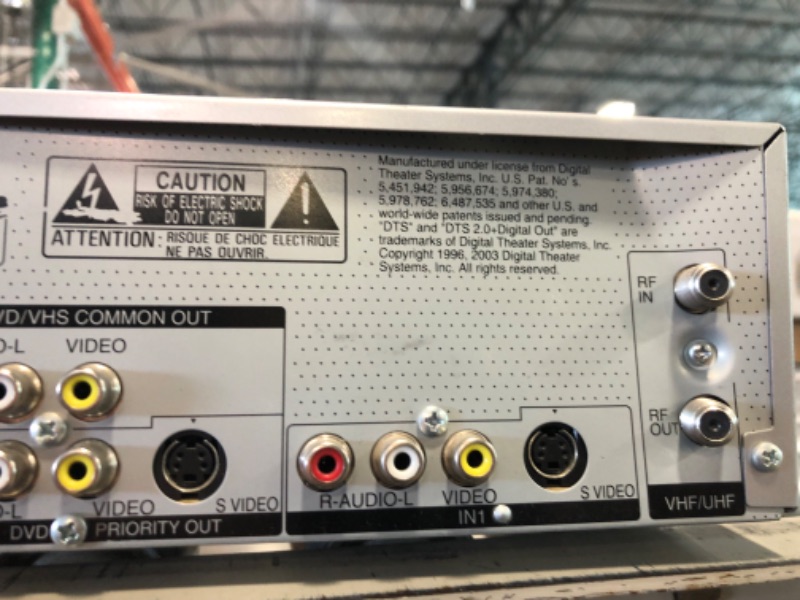 CAUTION
RISK OF ELECTRIC SHOCK
DO NOT OPEN
ATTENTION: RISQUE DE CHOC ELECTRIQUE
NE PAS OUVRIR.
Manufactured under license from Digital
Theater Systems, Inc. U.S. Pat. No's.
5,451,942; 5,956,674; 5,974,380;
5,978,762; 6,487,535 and other U.S. and
world-wide patents issued and pending.
"DTS" and "DTS 2.0+Digital Out" are
trademarks of Digital Theater Systems, Inc.
Copyright 1996, 2003 Digital Theater
Systems, Inc. All rights reserved.
RF
IN
VD/VHS COMMON OUT
O-L VIDEO
RF
OUT
O-L VIDEO S VIDEO
DVD PRIORITY OUT
R-AUDIO-L VIDEO S VIDEO
IN1
VHF/UHF